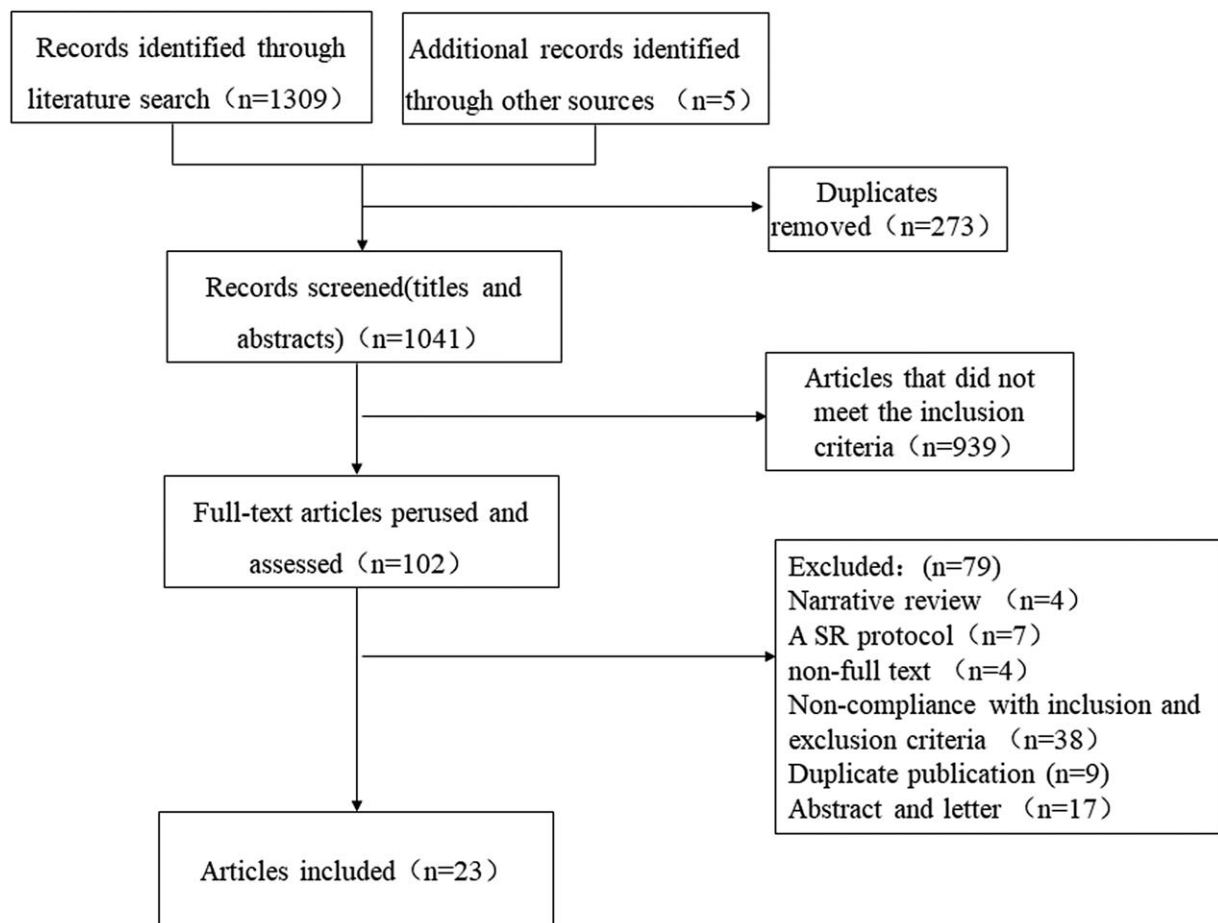 Records identified through
literature search（n=1309）
Additional records identified
through other sources （n=5）
Duplicates
removed（n=273）
Records screened(titles and
abstracts)（n=1041）
Articles that did not
meet the inclusion
criteria（n=939）
Full-text articles perused and
assessed（n=102）
Excluded：(n=79)
Narrative review （n=4）
A SR protocol（n=7）
non-full text （n=4）
Non-compliance with inclusion and
exclusion criteria （n=38）
Duplicate publication (n=9）
Abstract and letter （n=17）
Articles included（n=23）